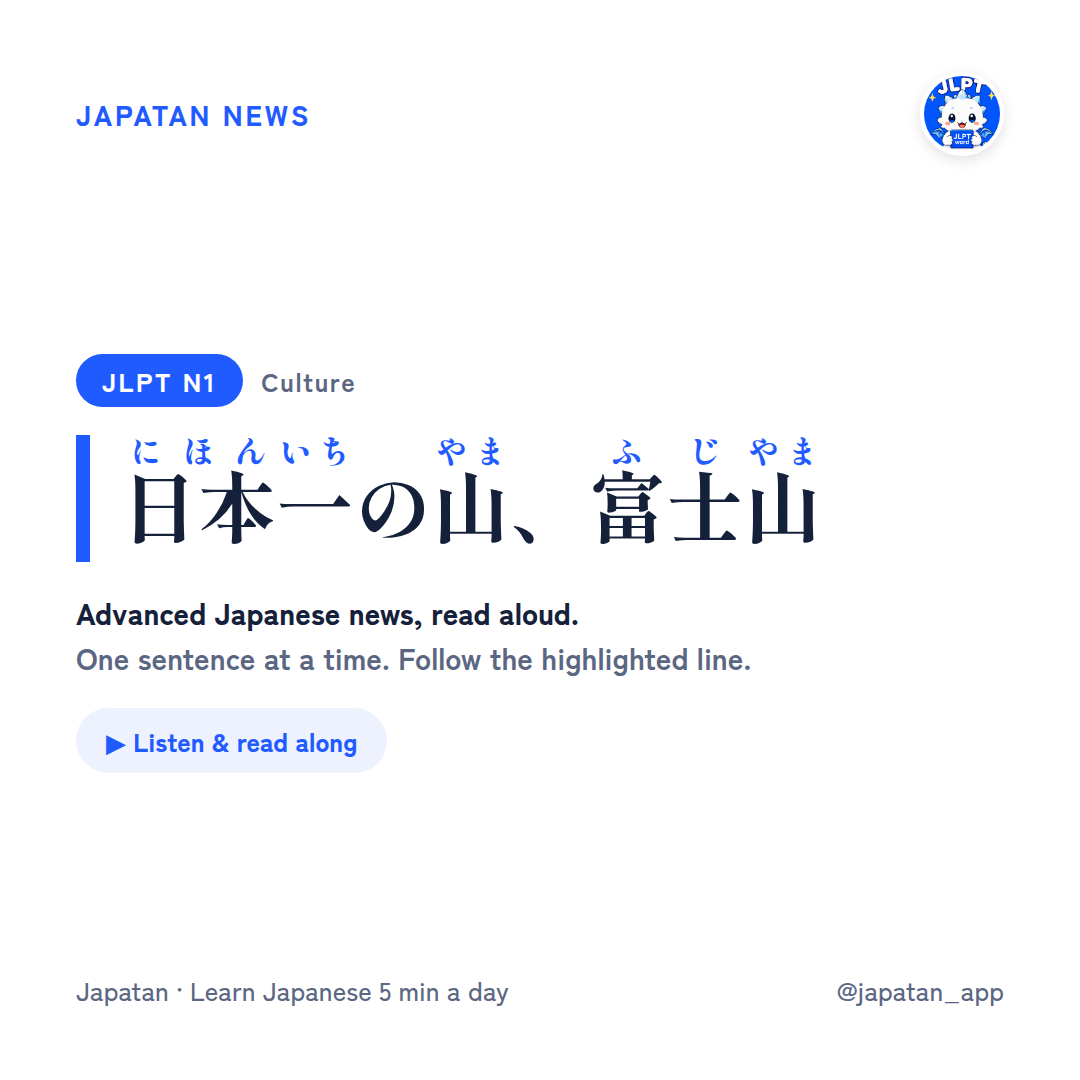 JAPATAN NEWS
JLPT
JLPT
word
JLPT N1 Culture
にほんいち やま ふじやま
日本一の山、富士山
Advanced Japanese news, read aloud.
One sentence at a time. Follow the highlighted line.
▶ Listen & read along
Japatan · Learn Japanese 5 min a day
@japatan_app